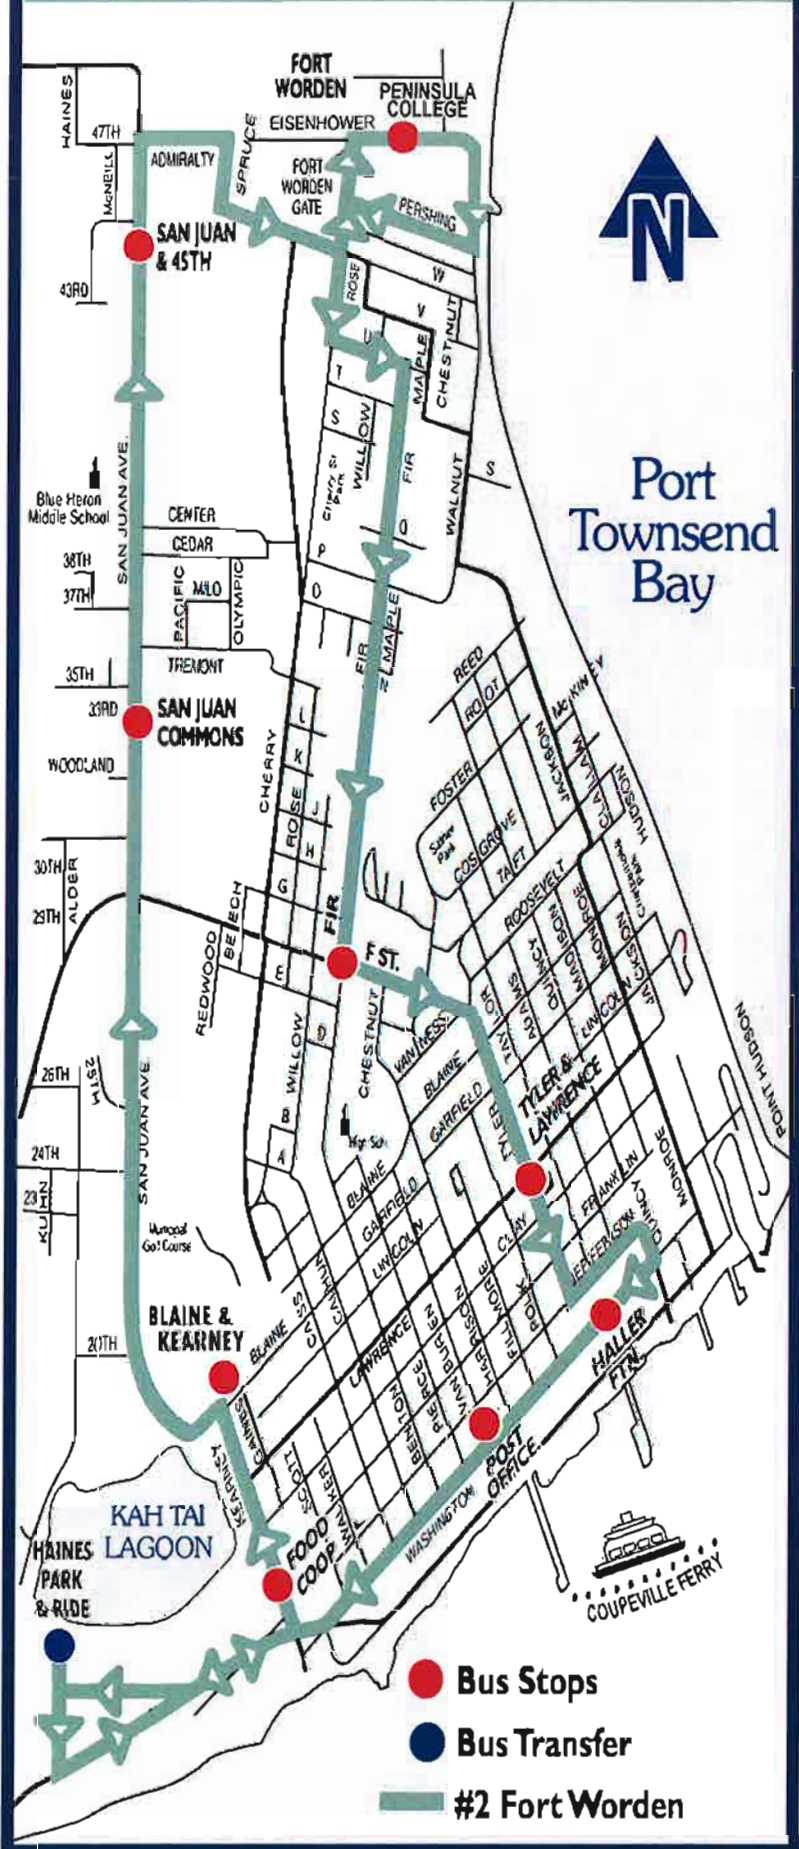 FORT
WORDEN
PENINSULA
COLLEGE
HAINES
47TH
EISENHOWER
SPRUCE
ADMIRALTY
FORT
WORDEN
GATE
McNEILL
PERSHING
N
SAN JUAN
& 45TH
43RD
ROSE
W
V
U
CHESTNUT
MAPLE
T
S
WILLOW
FIR
S
WALNUT
Port
Townsend
Bay
SAN JUAN AVE.
Blue Heron
Middle School
CENTER
CEDAR
Q
P
O
38TH
37TH
PACIFIC
MILO
OLYMPIC
MAPLE
FIR
TREMONT
35TH
33RD
SAN JUAN
COMMONS
WOODLAND
REED
ROOT
McKINLEY
JACKSON
CLALLAM
HUDSON
FOSTER
CHERRY
L
K
J
ROSE
H
G
COSGROVE
TAFT
ROOSEVELT
30TH
ALDER
29TH
BEECH
REDWOOD
FIR
F ST.
E
D
WILLOW
CHESTNUT
TAYLOR
ADAMS
QUINCY
MADISON
MONROE
JACKSON
LINCOLN
VAN NESS
BLAINE
GARFIELD
TYLER
TYLER &
LAWRENCE
POINT HUDSON
26TH
25TH
SAN JUAN AVE.
B
A
24TH
23
KUHN
Municipal
Golf Course
BLAINE
GARFIELD
LINCOLN
CLAY
FRANKLIN
JEFFERSON
QUINCY
MONROE
20TH
BLAINE &
KEARNEY
BLAINE
CASS
CALHOUN
LAWRENCE
BENTON
PIERCE
VAN BUREN
HARRISON
FILLMORE
POLK
HALLER
FTN.
GAINES
KEARNEY
SCOTT
WALKER
POST
OFFICE
WASHINGTON
KAH TAI
LAGOON
HAINES
PARK
& RIDE
FOOD
COOP
COUPEVILLE FERRY
Bus Stops
Bus Transfer
#2 Fort Worden